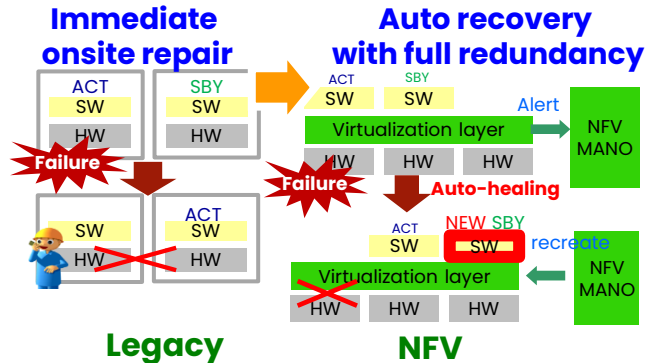 Immediate
onsite repair
Auto recovery
with full redundancy
ACT
SBY
SW
SW
HW
HW
Failure
ACT
SBY
SW
SW
Virtualization layer
HW
HW
HW
Failure
Alert
NFV
MANO
Auto-healing
SW
HW
ACT
SW
HW
ACT
SW
NEW SBY
SW
recreate
Virtualization layer
HW
HW
HW
NFV
MANO
Legacy
NFV